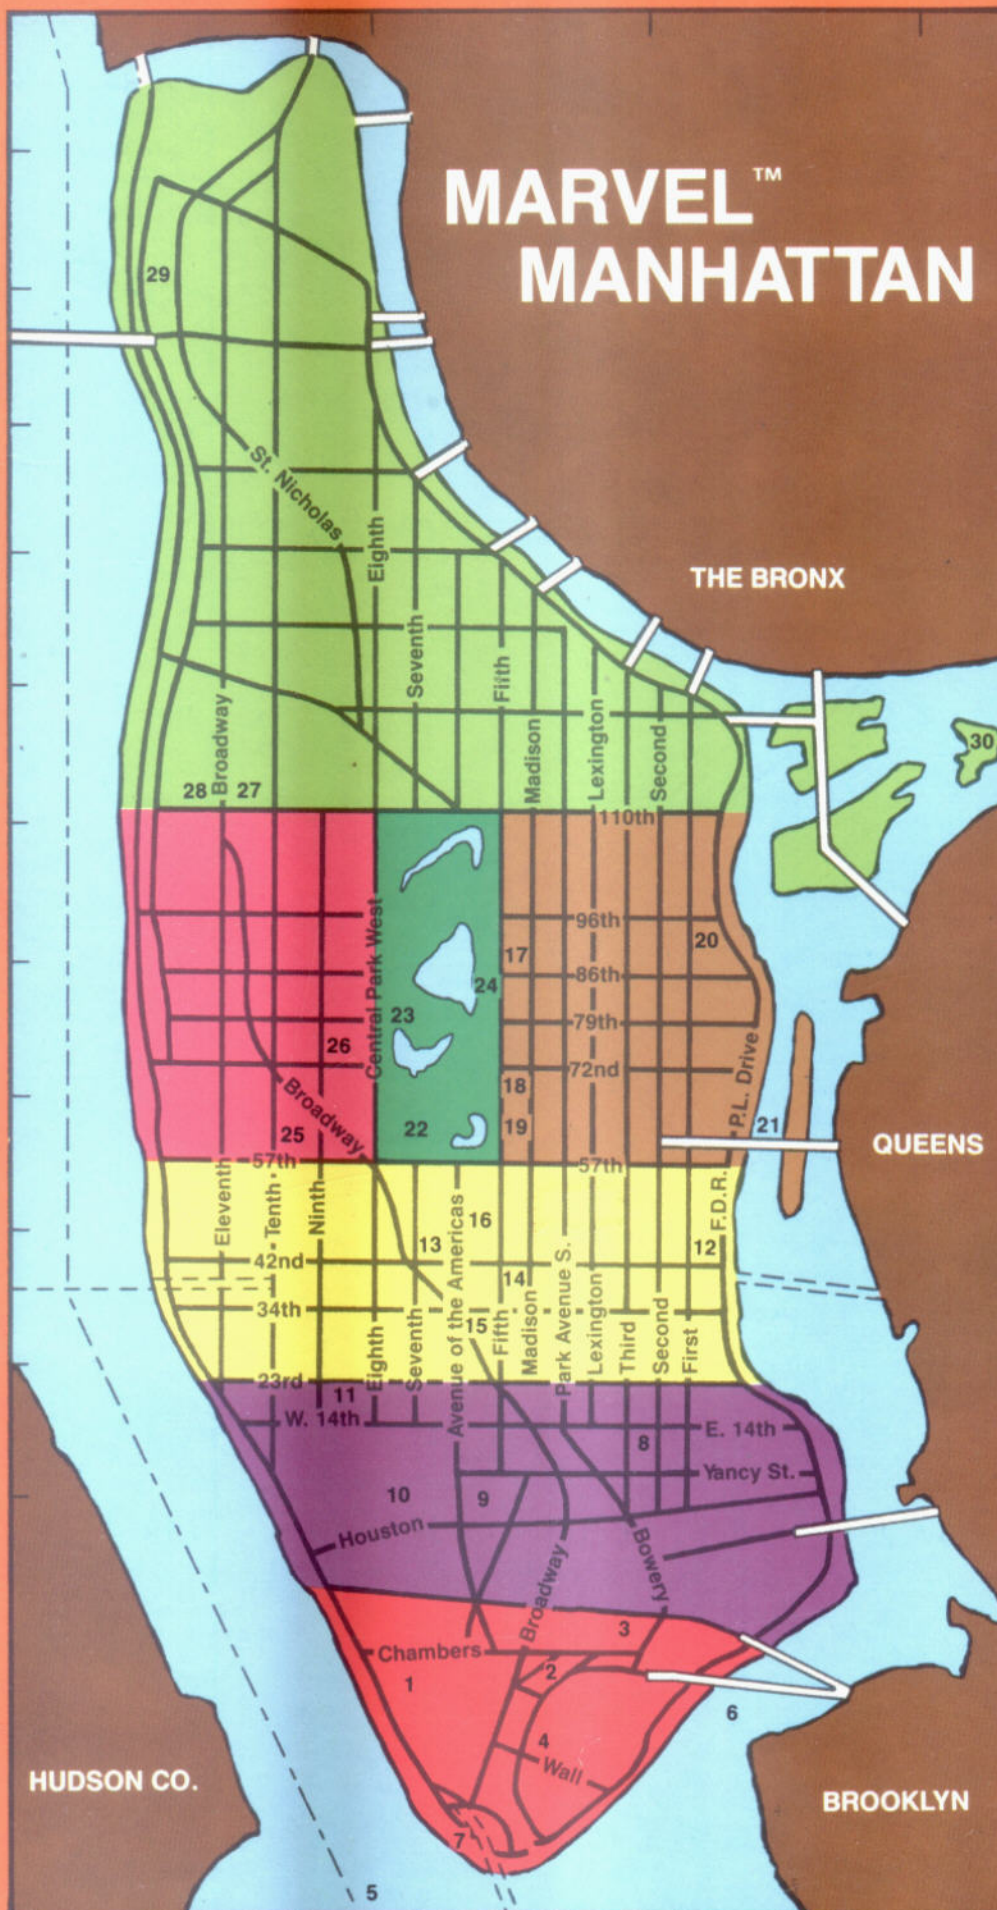 MARVEL™
MANHATTAN
29
St. Nicholas
Eighth
THE BRONX
Seventh
Fifth
Broadway
Madison
Lexington
Second
30
28
27
110th
Central Park West
96th
20
17
86th
24
23
79th
26
72nd
18
P.L. Drive
Broadway
22
19
21
25
QUEENS
57th
57th
Eleventh
Tenth
Ninth
Avenue of the Americas
16
F.D.R.
13
12
42nd
14
Park Avenue S.
34th
15
Eighth
Seventh
Fifth
Madison
Lexington
Third
Second
First
23rd
11
W. 14th
E. 14th
8
Yancy St.
10
9
Houston
Bowery
Broadway
3
Chambers
1
2
6
4
Wall
HUDSON CO.
BROOKLYN
7
5